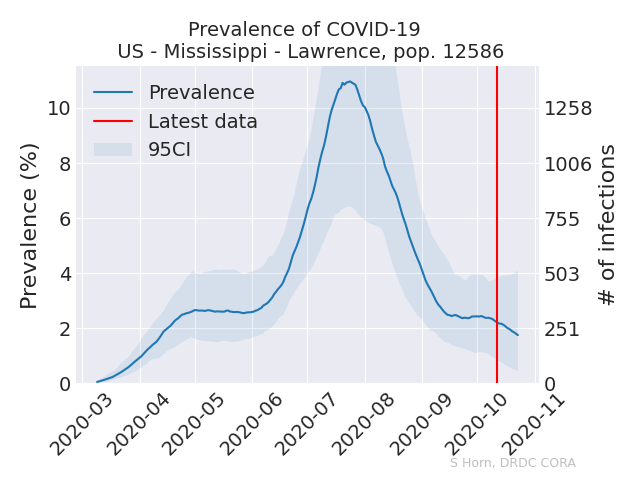 Prevalence of COVID-19
US - Mississippi - Lawrence, pop. 12586
Prevalence
Latest data
95CI
Prevalence (%)
10
8
6
4
2
0
1258
1006
755
503
251
0
# of infections
2020-03
2020-04
2020-05
2020-06
2020-07
2020-08
2020-09
2020-10
2020-11
S Horn, DRDC CORA